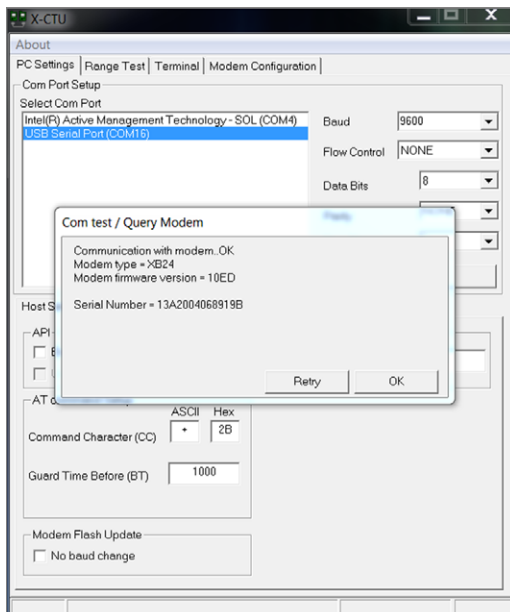 X-CTU
About
PC Settings Range Test Terminal Modem Configuration
Com Port Setup
Select Com Port
Intel(R) Active Management Technology - SOL (COM4)
USB Serial Port (COM16)
Baud 9600
Flow Control NONE
Data Bits 8
Parity
Com test / Query Modem
Communication with modem..OK
Modem type = XB24
Modem firmware version = 10ED
Serial Number = 13A2004068919B
Retry OK
Host S
API
AT
ASCII Hex
Command Character (CC) + 2B
Guard Time Before (BT) 1000
Modem Flash Update
No baud change